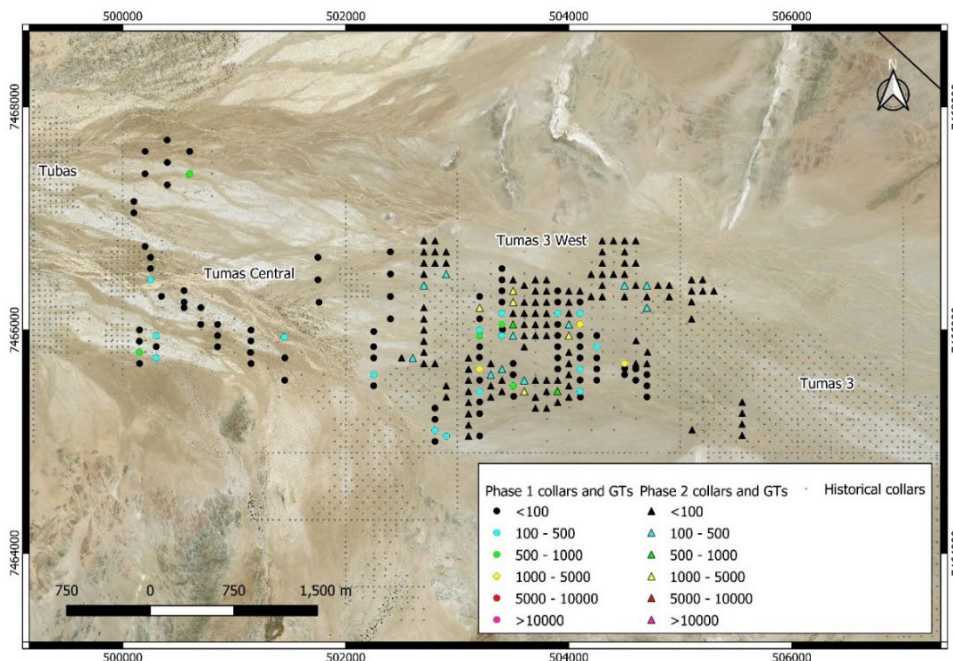 500000 502000 504000 506000
N
7468000 7468000
Tubas
Tumas 3 West
Tumas Central
7466000
Tumas 3
Phase 1 collars and GTs Phase 2 collars and GTs Historical collars
<100 <100
100 - 500 100 - 500
500 - 1000 500 - 1000
1000 - 5000 1000 - 5000
5000 - 10000 5000 - 10000
>10000 >10000
7464000
750 0 750 1,500 m
500000 502000 504000 506000